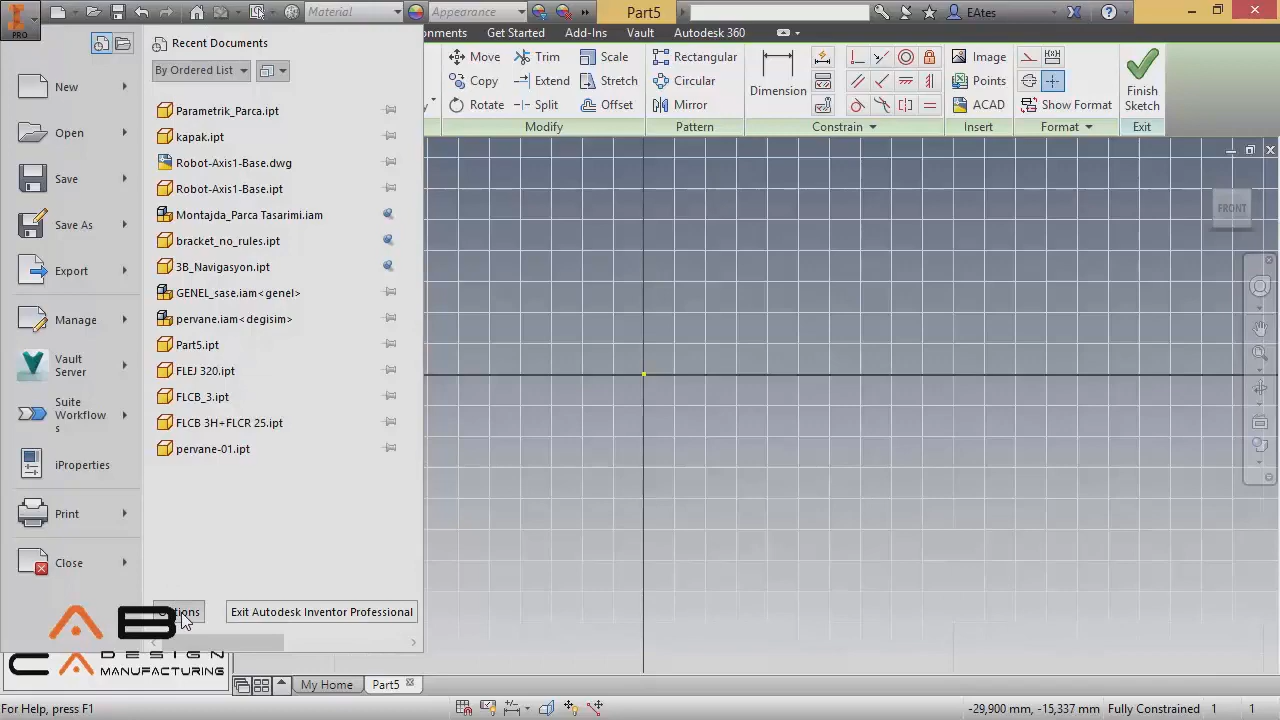 Material
Appearance
Part5
EAtes
PRO
onments
Get Started
Add-Ins
Vault
Autodesk 360
Move
Trim
Scale
Copy
Extend
Stretch
Rotate
Split
Offset
Modify
Rectangular
Circular
Mirror
Pattern
Dimension
Constrain
Image
Points
ACAD
Insert
Show Format
Format
Finish
Sketch
Exit
New
Open
Save
Save As
Export
Manage
Vault
Server
Suite
Workflow
s
iProperties
Print
Close
Recent Documents
By Ordered List
Parametrik_Parca.ipt
kapak.ipt
Robot-Axis1-Base.dwg
Robot-Axis1-Base.ipt
Montajda_Parca Tasarimi.iam
bracket_no_rules.ipt
3B_Navigasyon.ipt
GENEL_sase.iam<genel>
pervane.iam<degisim>
Part5.ipt
FLEJ 320.ipt
FLCB_3.ipt
FLCB 3H+FLCR 25.ipt
pervane-01.ipt
Options
Exit Autodesk Inventor Professional
FRONT
DESIGN
MANUFACTURING
My Home
Part5
For Help, press F1
-29,900 mm, -15,337 mm
Fully Constrained
1
1